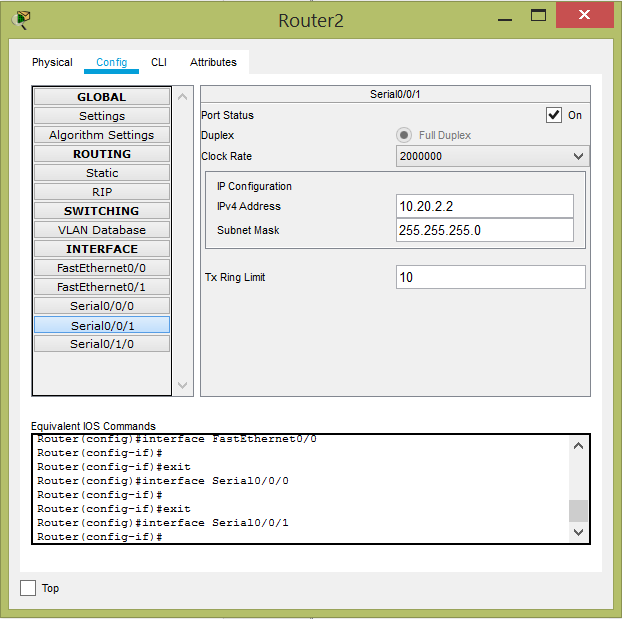 Router2
Physical Config CLI Attributes
GLOBAL
Settings
Algorithm Settings
ROUTING
Static
RIP
SWITCHING
VLAN Database
INTERFACE
FastEthernet0/0
FastEthernet0/1
Serial0/0/0
Serial0/0/1
Serial0/1/0
Serial0/0/1
Port Status On
Duplex Full Duplex
Clock Rate 2000000
IP Configuration
IPv4 Address 10.20.2.2
Subnet Mask 255.255.255.0
Tx Ring Limit 10
Equivalent IOS Commands
Router(config)#interface FastEthernet0/0
Router(config-if)#
Router(config-if)#exit
Router(config)#interface Serial0/0/0
Router(config-if)#
Router(config-if)#exit
Router(config)#interface Serial0/0/1
Router(config-if)#
Top